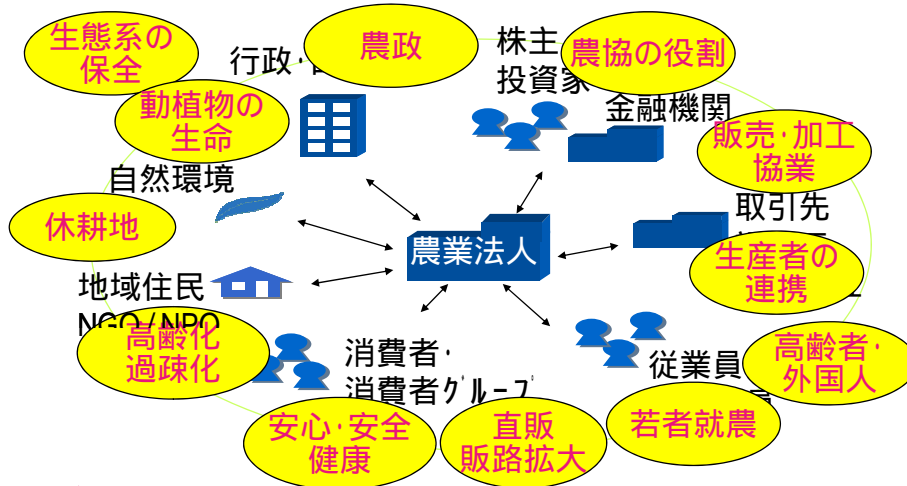 生態系の
保全
行政・
農政
株主
投資家
農協の役割
金融機関
動植物の
生命
販売・加工
協業
自然環境
取引先
休耕地
農業法人
生産者の
連携
地域住民
NGO/NPO
高齢化
過疎化
消費者・
消費者グループ
従業員
高齢者・
外国人
安心・安全
健康
直販
販路拡大
若者就農